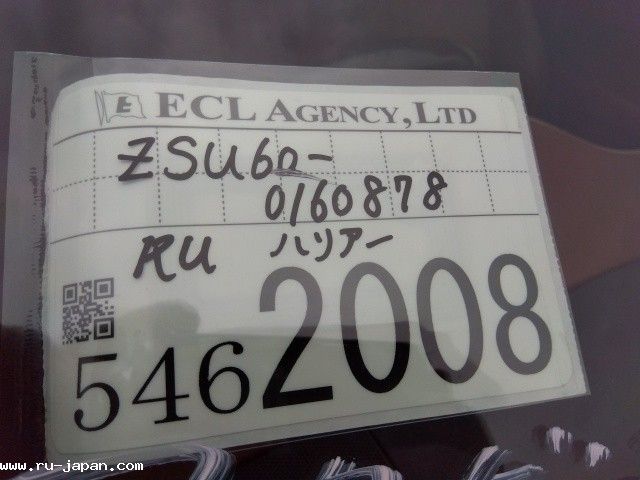 E ECL AGENCY,LTD
ZSU60-
0160878
RU ハリアー
5462008
www.ru-japan.com